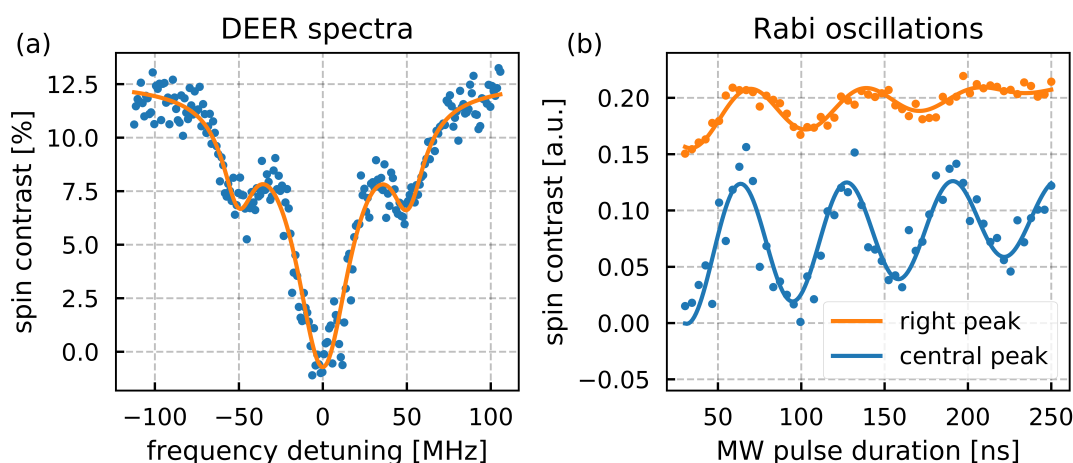 (a)
DEER spectra
spin contrast [%]
12.5
10.0
7.5
5.0
2.5
0.0
−100
−50
0
50
100
frequency detuning [MHz]
(b)
Rabi oscillations
spin contrast [a.u.]
0.20
0.15
0.10
0.05
0.00
−0.05
right peak
central peak
50
100
150
200
250
MW pulse duration [ns]